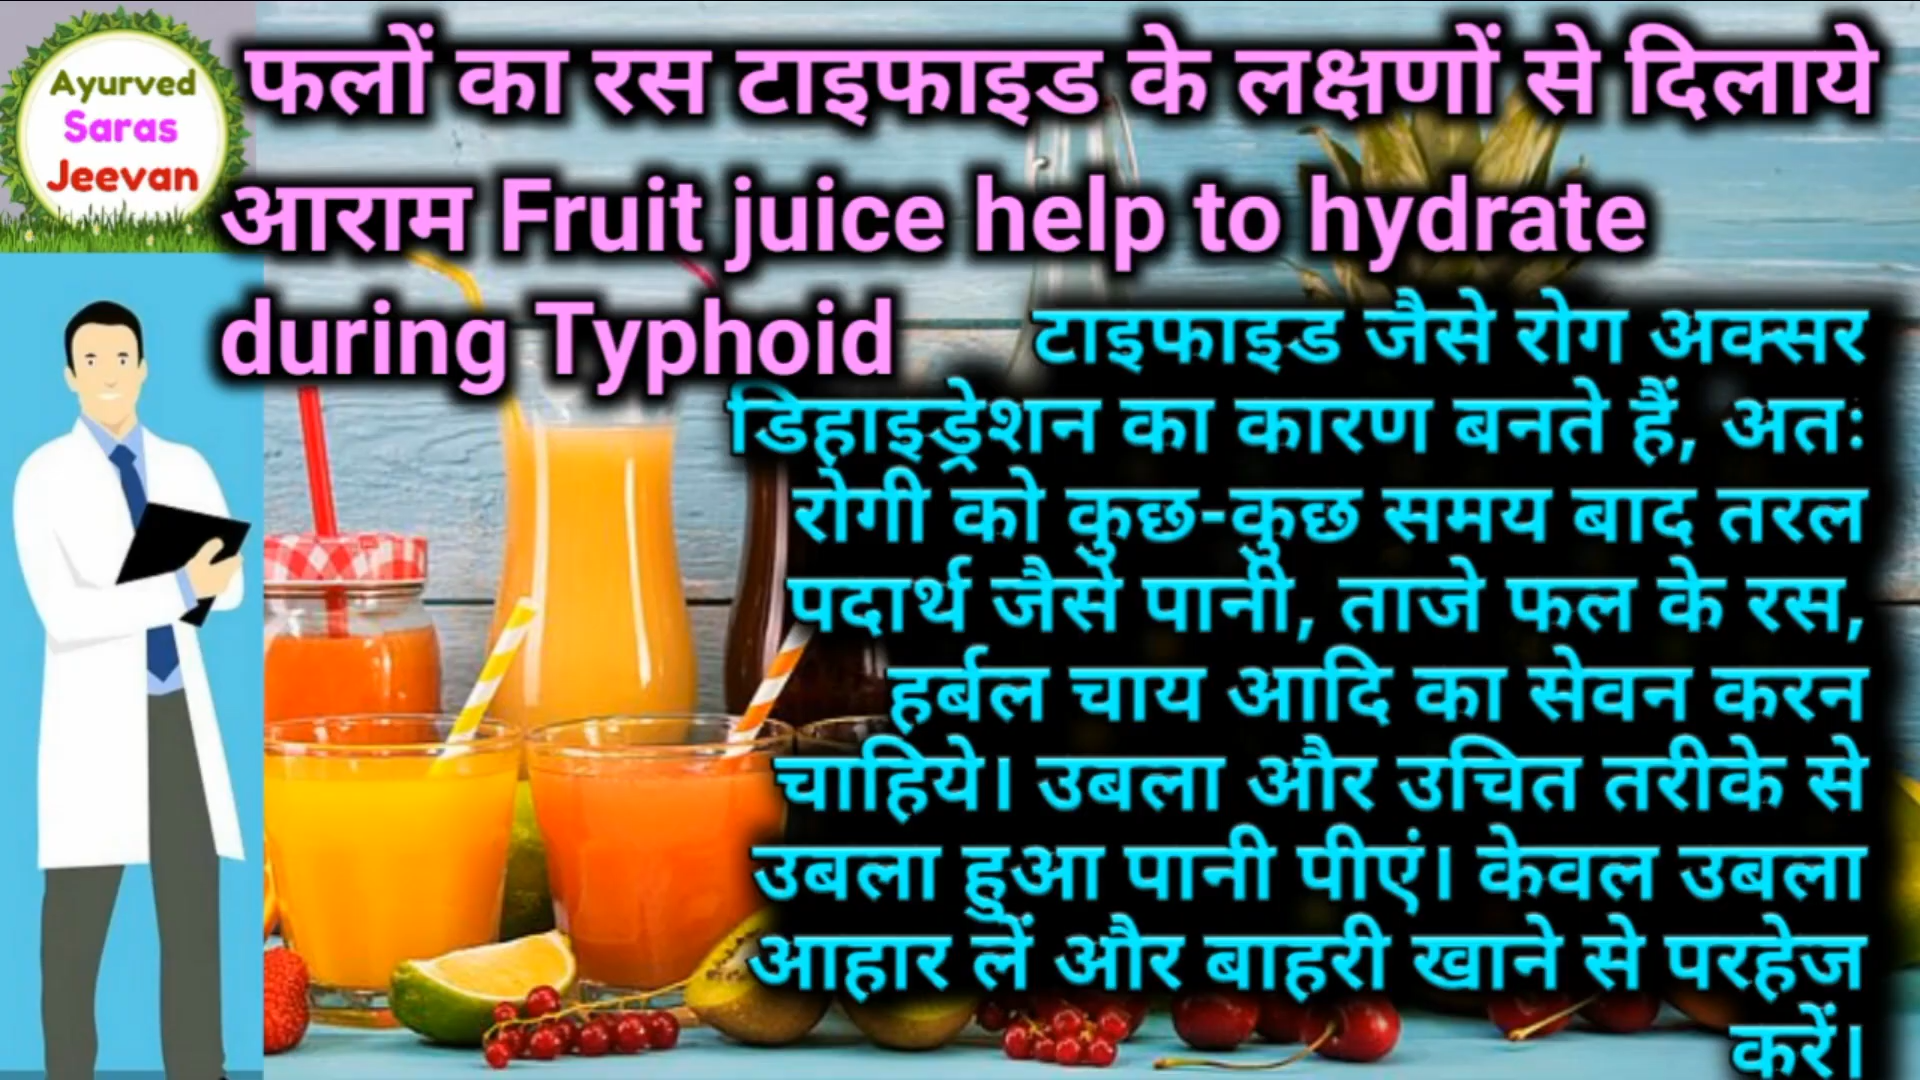 Ayurved
Saras
Jeevan
फलों का रस टाइफाइड के लक्षणों से दिलाये
आराम Fruit juice help to hydrate
during Typhoid
टाइफाइड जैसे रोग अक्सर
डिहाइड्रेशन का कारण बनते हैं, अतः
रोगी को कुछ-कुछ समय बाद तरल
पदार्थ जैसे पानी, ताजे फल के रस,
हर्बल चाय आदि का सेवन करन
चाहिये। उबला और उचित तरीके से
उबला हुआ पानी पीएं। केवल उबला
आहार लें और बाहरी खाने से परहेज
करें।